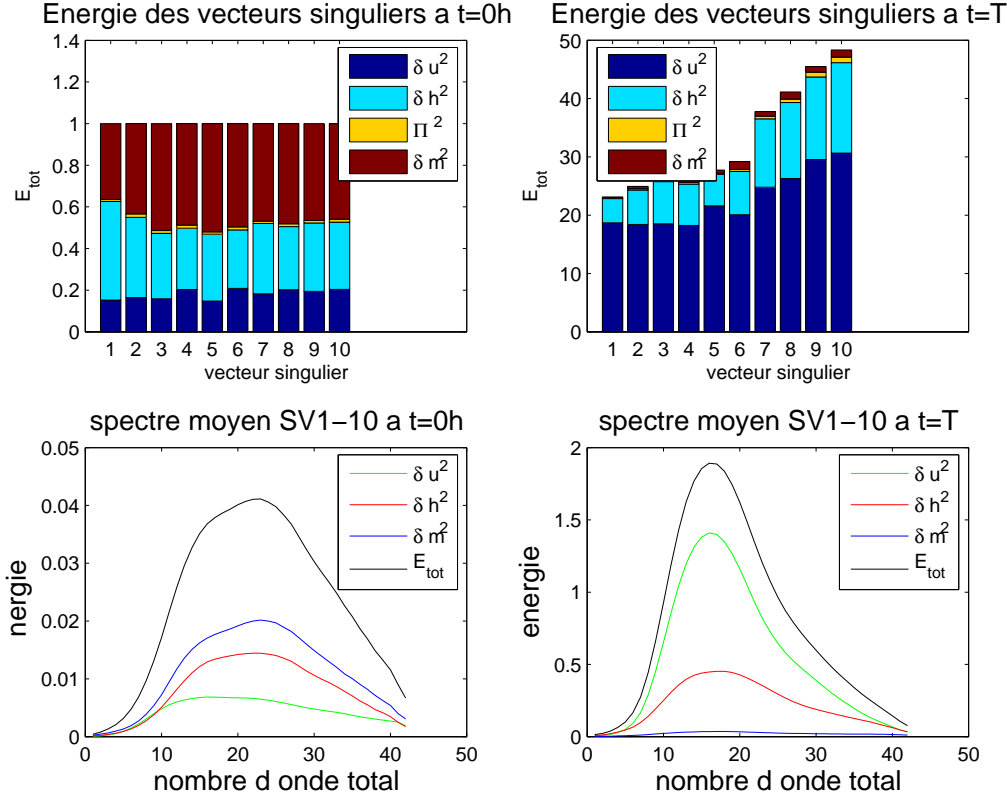 Energie des vecteurs singuliers a t=0h
1.4
1.2
1
0.8
0.6
0.4
0.2
0
E_tot
δ u²
δ h²
Π ²
δ m²
1 2 3 4 5 6 7 8 9 10
vecteur singulier
Energie des vecteurs singuliers a t=T
50
40
30
20
10
0
E_tot
δ u²
δ h²
Π ²
δ m²
1 2 3 4 5 6 7 8 9 10
vecteur singulier
spectre moyen SV1−10 a t=0h
0.05
0.04
0.03
0.02
0.01
0
nergie
δ u²
δ h²
δ m²
E_tot
0 10 20 30 40 50
nombre d onde total
spectre moyen SV1−10 a t=T
2
1.5
1
0.5
0
energie
δ u²
δ h²
δ m²
E_tot
0 10 20 30 40 50
nombre d onde total